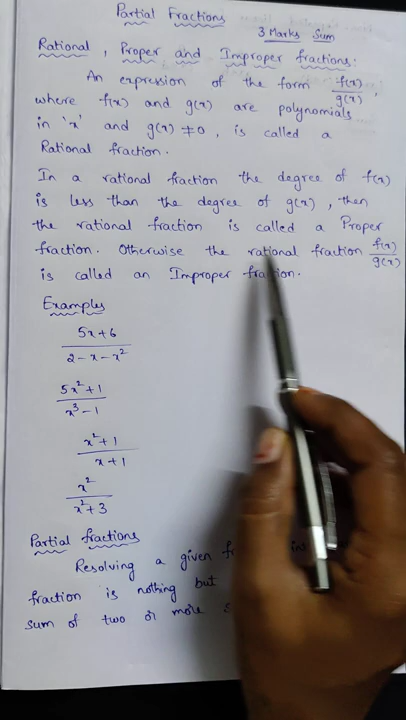 Partial Fractions
3 Marks Sum
Rational, Proper and Improper fractions:
An expression of the form f(x)/g(x),
where f(x) and g(x) are polynomials
in 'x' and g(x) ≠ 0, is called a
Rational fraction.
In a rational fraction the degree of f(x)
is less than the degree of g(x), then
the rational fraction is called a Proper
fraction. Otherwise the rational fraction f(x)/g(x)
is called an Improper fraction.
Examples
5x+6
2-x-x²
5x²+1
x³-1
x²+1
x+1
x²
x²+3
Partial fractions
Resolving a given
fraction is nothing but
sum of two or more